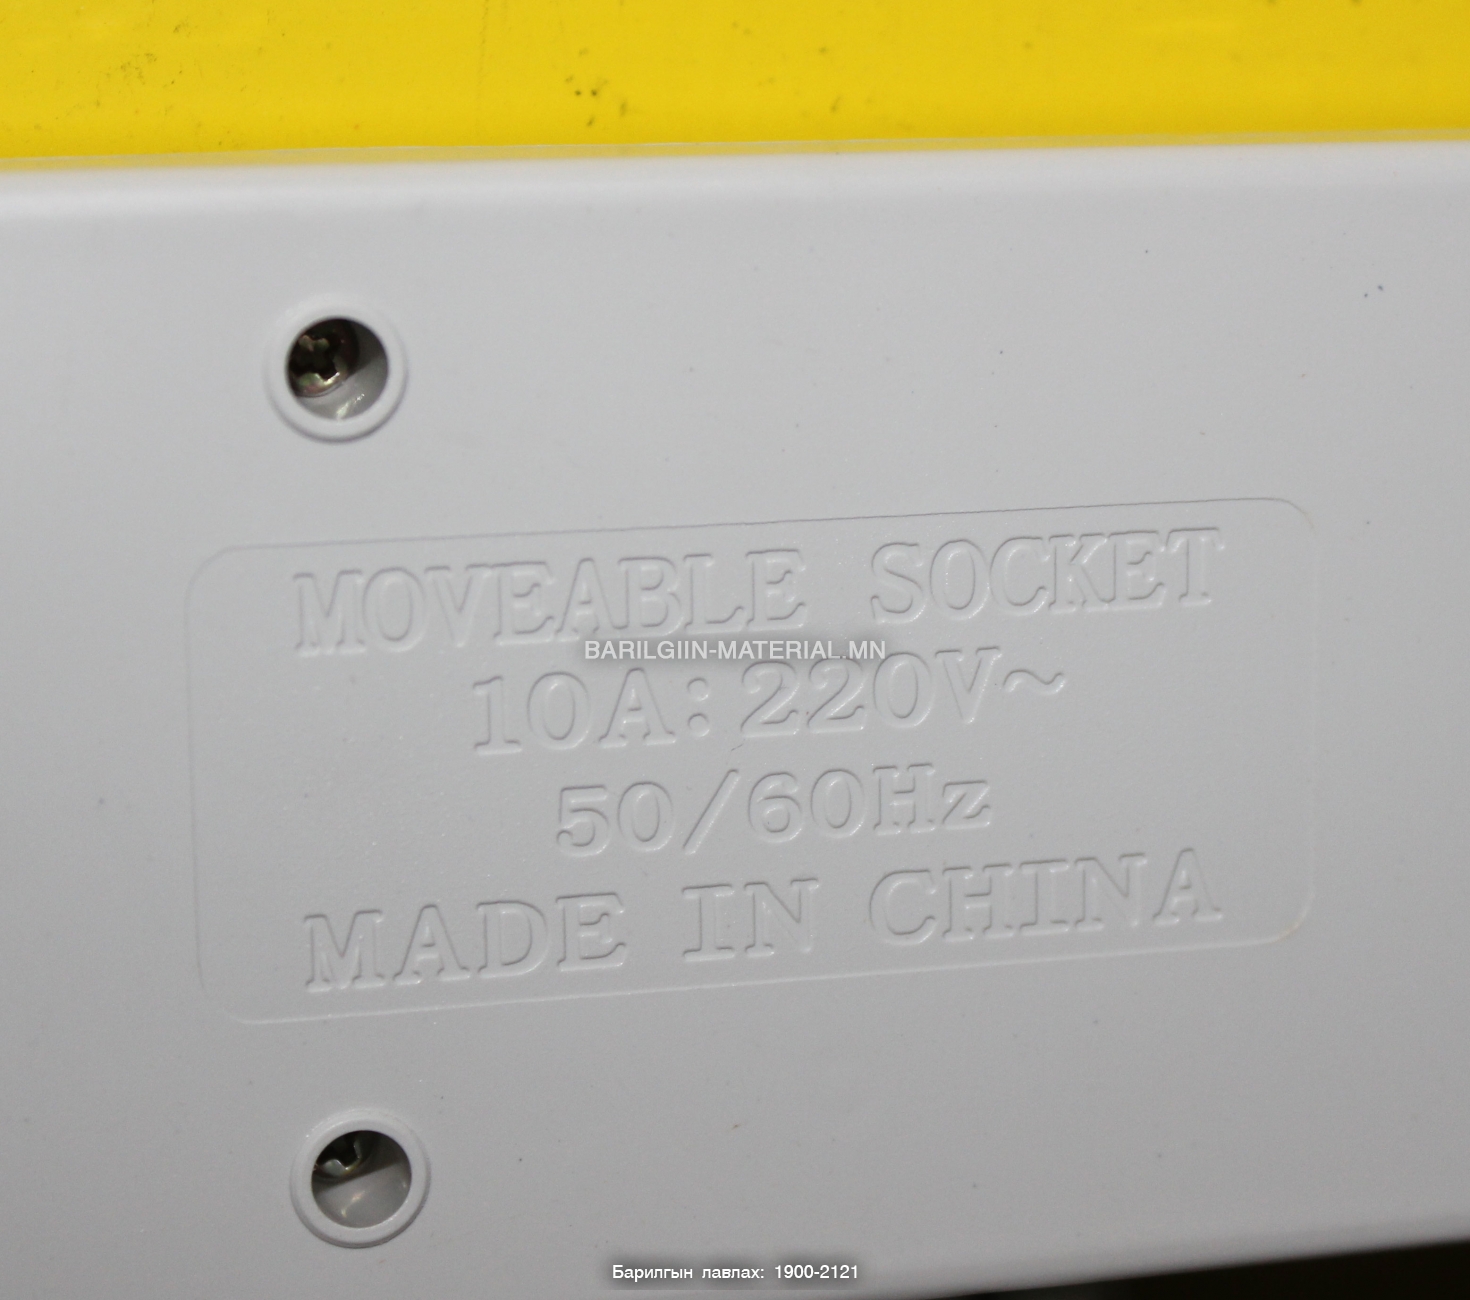 MOVEABLE SOCKET
BARILGIIN-MATERIAL.MN
10A: 220V~
50/60Hz
MADE IN CHINA
Барилгын лавлах: 1900-2121